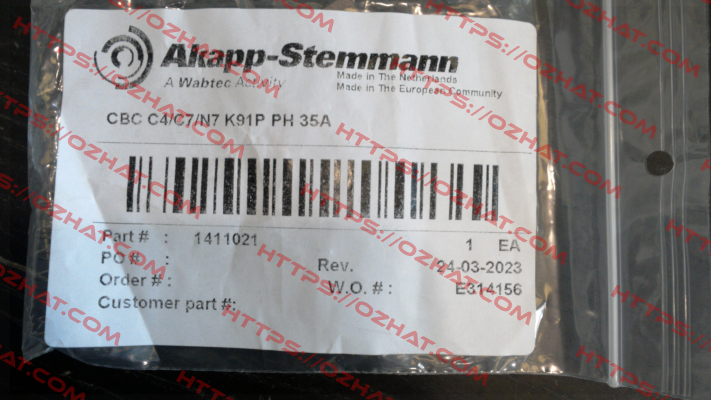 Akapp-Stemmann
A Wabtec Activity
Made in The Netherlands
Made in The European Community
CBC C4/C7/N7 K91P PH 35A
Part # : 1411021 1 EA
PO # : Rev. 24-03-2023
Order # : W.O. # : E314156
Customer part #:
HTTPS://OZHAT.COM